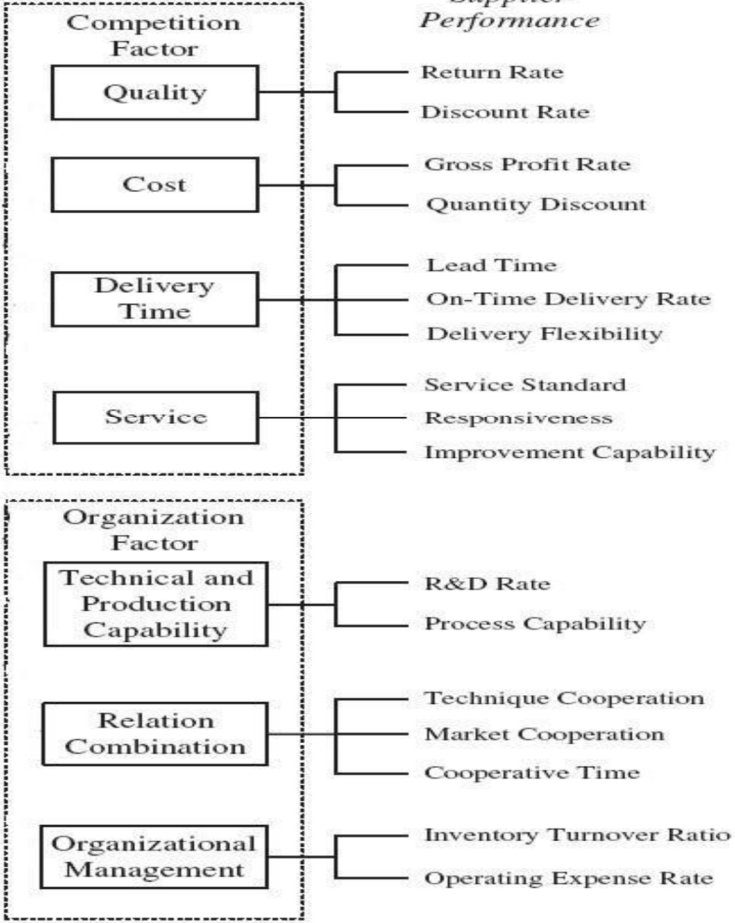 Supplier
Performance
Competition
Factor
Quality
Return Rate
Discount Rate
Cost
Gross Profit Rate
Quantity Discount
Delivery
Time
Lead Time
On-Time Delivery Rate
Delivery Flexibility
Service
Service Standard
Responsiveness
Improvement Capability
Organization
Factor
Technical and
Production
Capability
R&D Rate
Process Capability
Relation
Combination
Technique Cooperation
Market Cooperation
Cooperative Time
Organizational
Management
Inventory Turnover Ratio
Operating Expense Rate